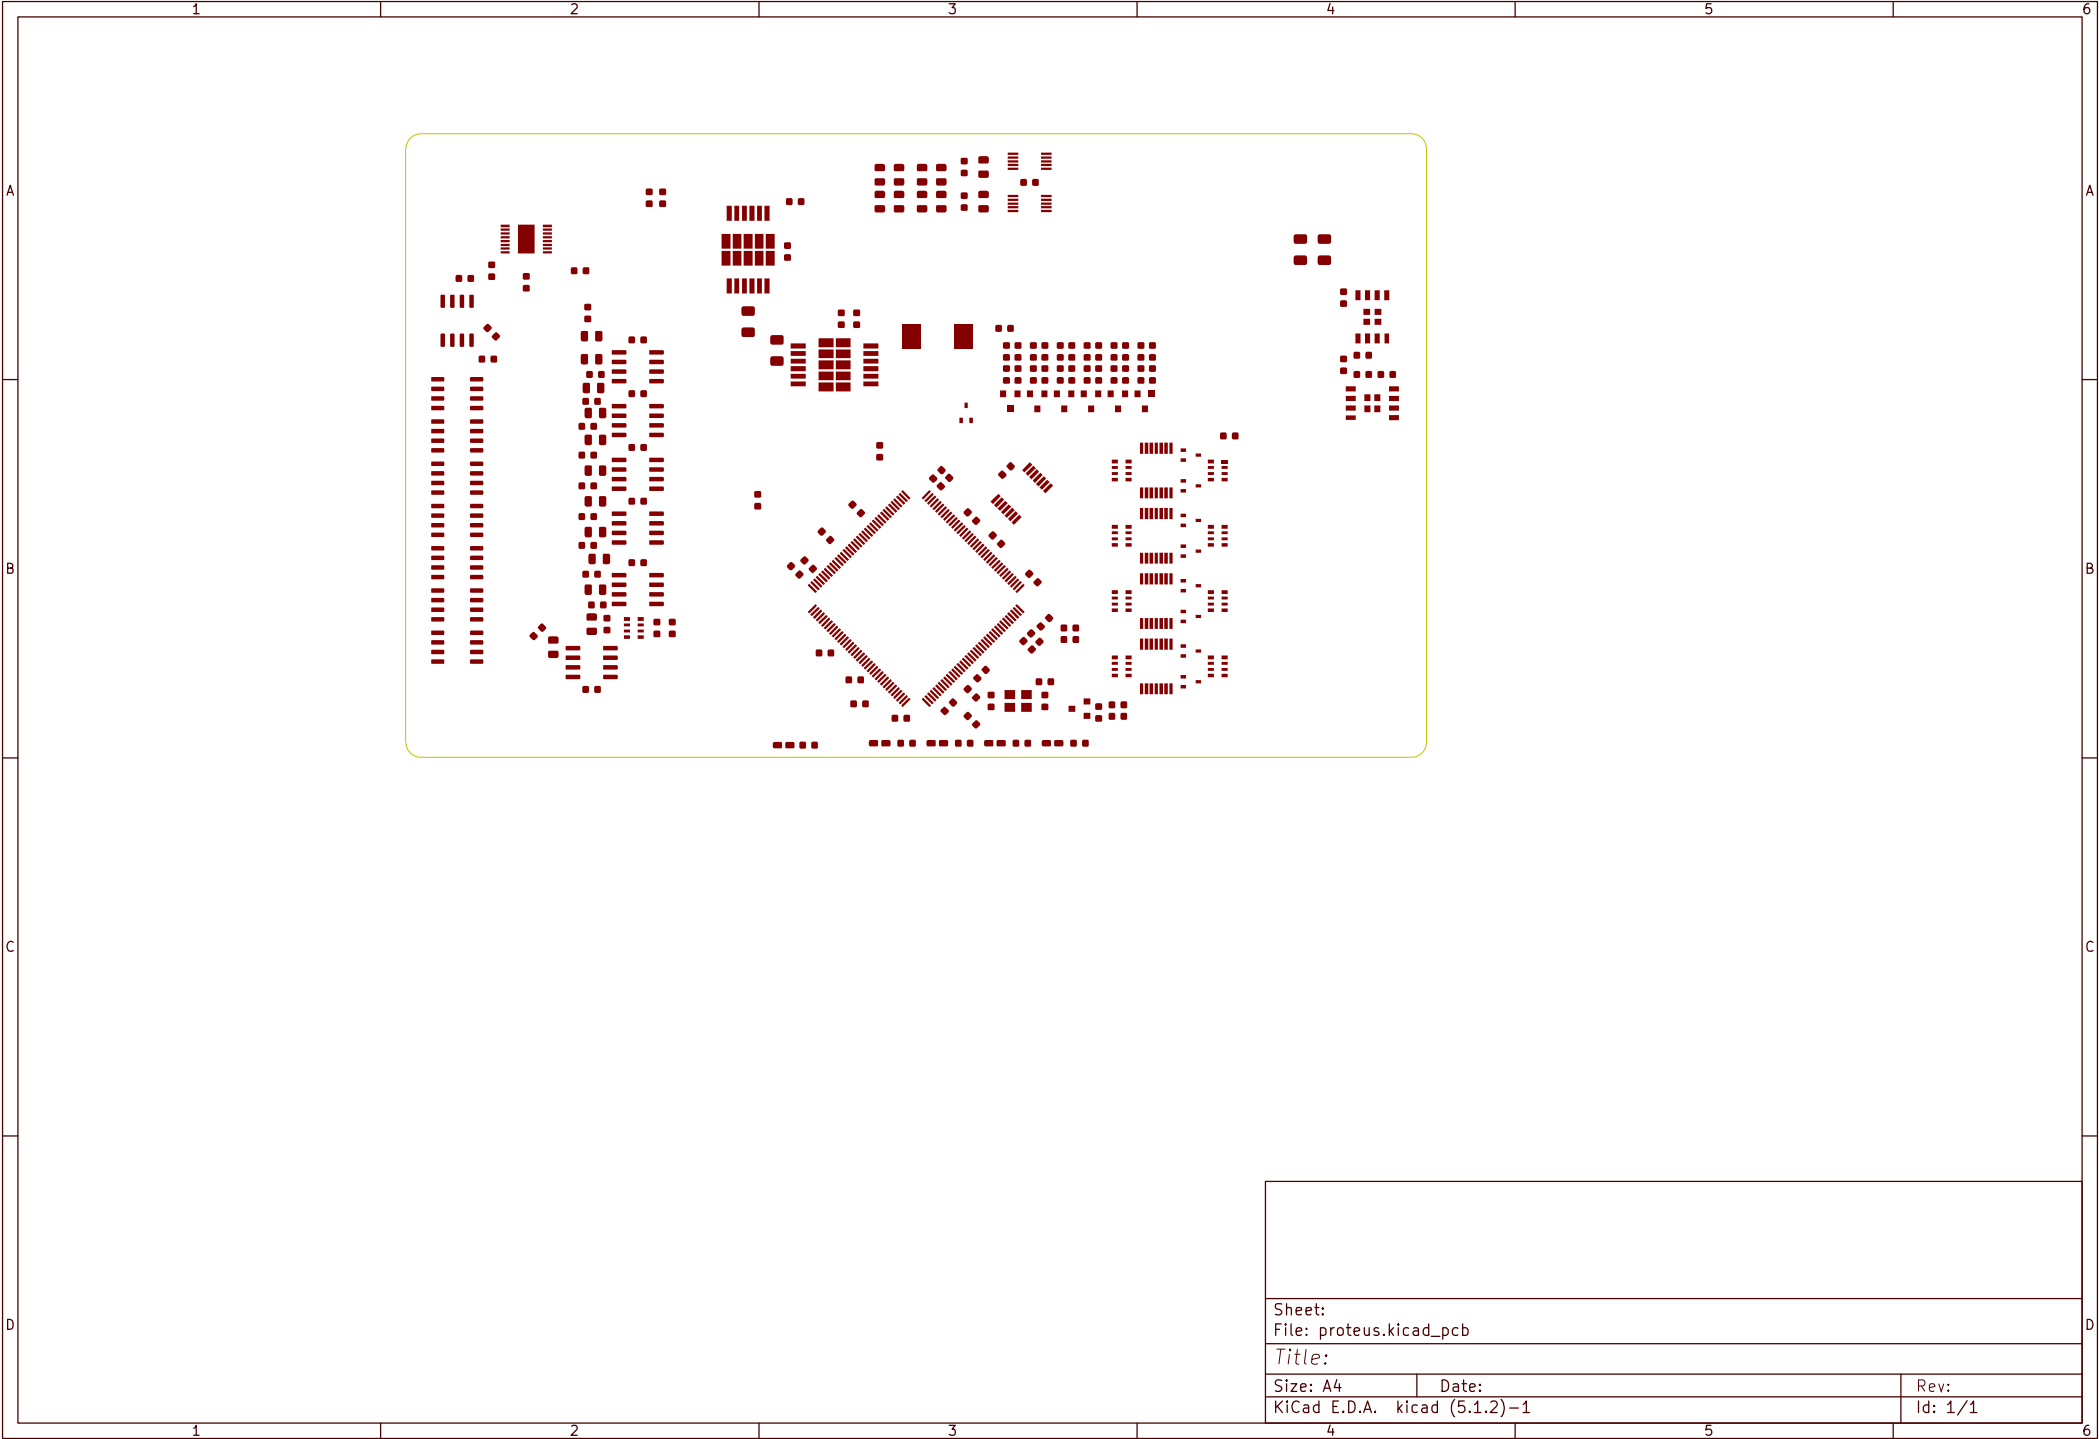 1 2 3 4 5 6
A A
B B
C C
D D
Sheet:
File: proteus.kicad_pcb
Title:
Size: A4 Date: Rev:
KiCad E.D.A. kicad (5.1.2)-1 Id: 1/1
1 2 3 4 5 6